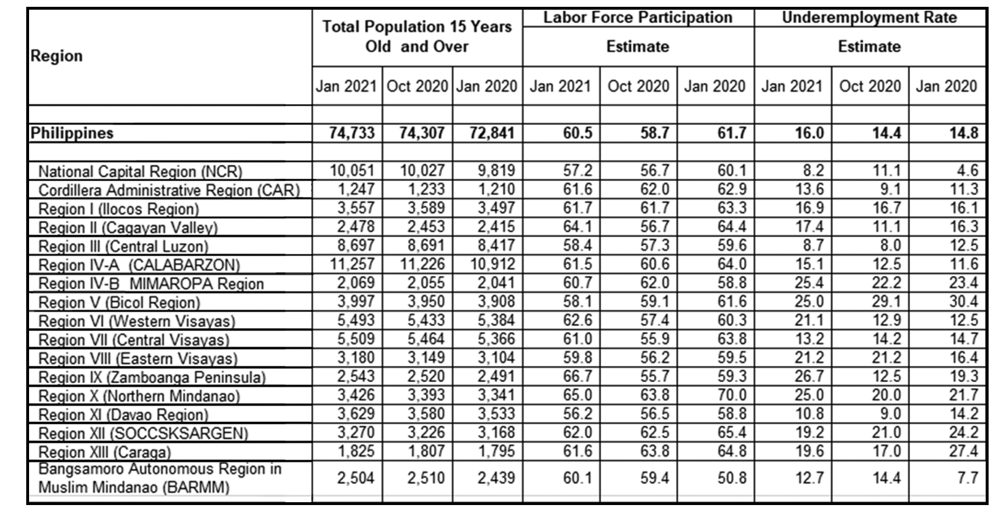 Region Total Population 15 Years Old and Over Labor Force Participation Underemployment Rate
Estimate Estimate
Jan 2021 Oct 2020 Jan 2020 Jan 2021 Oct 2020 Jan 2020 Jan 2021 Oct 2020 Jan 2020
Philippines 74,733 74,307 72,841 60.5 58.7 61.7 16.0 14.4 14.8
National Capital Region (NCR) 10,051 10,027 9,819 57.2 56.7 60.1 8.2 11.1 4.6
Cordillera Administrative Region (CAR) 1,247 1,233 1,210 61.6 62.0 62.9 13.6 9.1 11.3
Region I (Ilocos Region) 3,557 3,589 3,497 61.7 61.7 63.3 16.9 16.7 16.1
Region II (Cagayan Valley) 2,478 2,453 2,415 64.1 56.7 64.4 17.4 11.1 16.3
Region III (Central Luzon) 8,697 8,691 8,417 58.4 57.3 59.6 8.7 8.0 12.5
Region IV-A (CALABARZON) 11,257 11,226 10,912 61.5 60.6 64.0 15.1 12.5 11.6
Region IV-B MIMAROPA Region 2,069 2,055 2,041 60.7 62.0 58.8 25.4 22.2 23.4
Region V (Bicol Region) 3,997 3,950 3,908 58.1 59.1 61.6 25.0 29.1 30.4
Region VI (Western Visayas) 5,493 5,433 5,384 62.6 57.4 60.3 21.1 12.9 12.5
Region VII (Central Visayas) 5,509 5,464 5,366 61.0 55.9 63.8 13.2 14.2 14.7
Region VIII (Eastern Visayas) 3,180 3,149 3,104 59.8 56.2 59.5 21.2 21.2 16.4
Region IX (Zamboanga Peninsula) 2,543 2,520 2,491 66.7 55.7 59.3 26.7 12.5 19.3
Region X (Northern Mindanao) 3,426 3,393 3,341 65.0 63.8 70.0 25.0 20.0 21.7
Region XI (Davao Region) 3,629 3,580 3,533 56.2 56.5 58.8 10.8 9.0 14.2
Region XII (SOCCSKSARGEN) 3,270 3,226 3,168 62.0 62.5 65.4 19.2 21.0 24.2
Region XIII (Caraga) 1,825 1,807 1,795 61.6 63.8 64.8 19.6 17.0 27.4
Bangsamoro Autonomous Region in
Muslim Mindanao (BARMM) 2,504 2,510 2,439 60.1 59.4 50.8 12.7 14.4 7.7